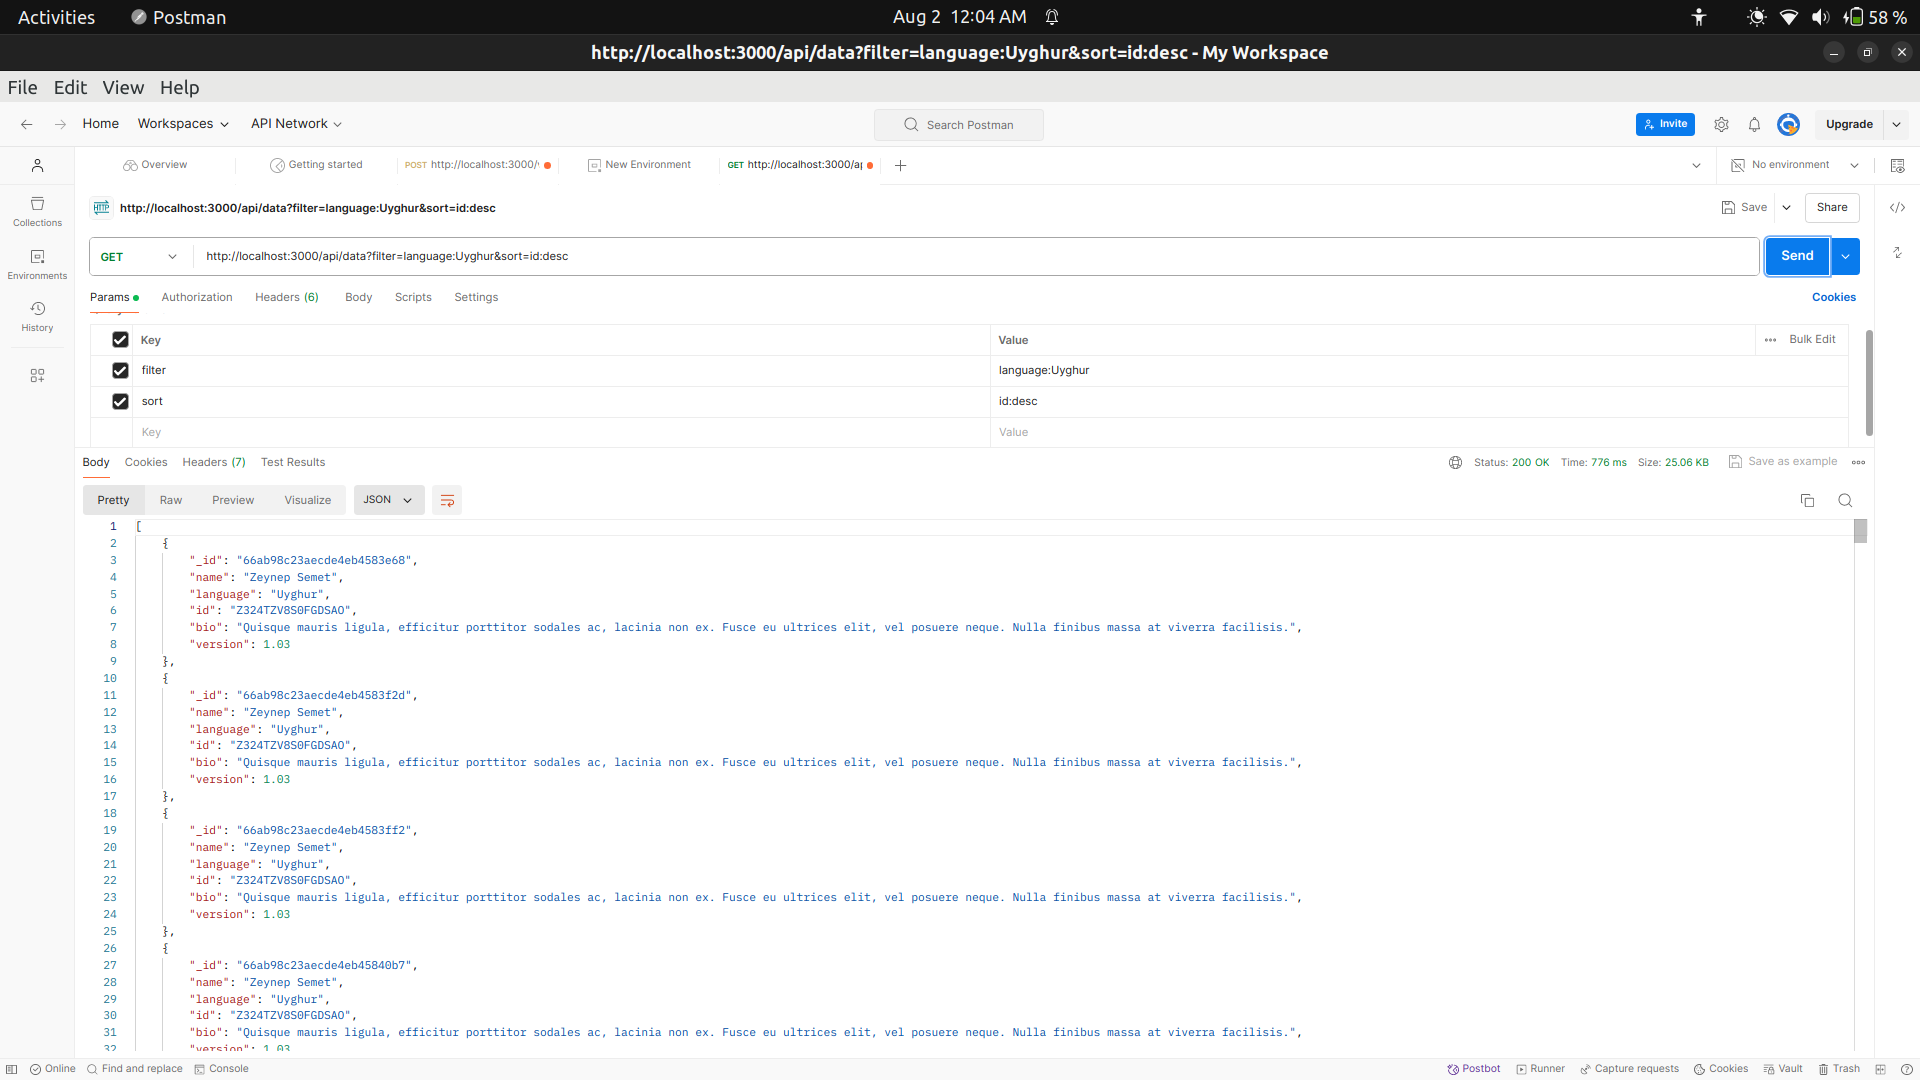 Activities
Postman
Aug 2 12:04 AM
58 %
http://localhost:3000/api/data?filter=language:Uyghur&sort=id:desc - My Workspace
File Edit View Help
Home Workspaces API Network
Search Postman
Invite
Upgrade
Overview
Getting started
POST http://localhost:3000/
New Environment
GET http://localhost:3000/a
No environment
HTTP http://localhost:3000/api/data?filter=language:Uyghur&sort=id:desc
Save
Share
Collections
GET http://localhost:3000/api/data?filter=language:Uyghur&sort=id:desc
Send
Environments
Params Authorization Headers (6) Body Scripts Settings
Cookies
History
Key Value Bulk Edit
filter language:Uyghur
sort id:desc
Key Value
Body Cookies Headers (7) Test Results
Status: 200 OK Time: 776 ms Size: 25.06 KB Save as example
Pretty Raw Preview Visualize JSON
1 [
2 {
3 "_id": "66ab98c23aecde4eb4583e68",
4 "name": "Zeynep Semet",
5 "language": "Uyghur",
6 "id": "Z324TZV8S0FGDSAO",
7 "bio": "Quisque mauris ligula, efficitur porttitor sodales ac, lacinia non ex. Fusce eu ultrices elit, vel posuere neque. Nulla finibus massa at viverra facilisis.",
8 "version": 1.03
9 },
10 {
11 "_id": "66ab98c23aecde4eb4583f2d",
12 "name": "Zeynep Semet",
13 "language": "Uyghur",
14 "id": "Z324TZV8S0FGDSAO",
15 "bio": "Quisque mauris ligula, efficitur porttitor sodales ac, lacinia non ex. Fusce eu ultrices elit, vel posuere neque. Nulla finibus massa at viverra facilisis.",
16 "version": 1.03
17 },
18 {
19 "_id": "66ab98c23aecde4eb4583ff2",
20 "name": "Zeynep Semet",
21 "language": "Uyghur",
22 "id": "Z324TZV8S0FGDSAO",
23 "bio": "Quisque mauris ligula, efficitur porttitor sodales ac, lacinia non ex. Fusce eu ultrices elit, vel posuere neque. Nulla finibus massa at viverra facilisis.",
24 "version": 1.03
25 },
26 {
27 "_id": "66ab98c23aecde4eb45840b7",
28 "name": "Zeynep Semet",
29 "language": "Uyghur",
30 "id": "Z324TZV8S0FGDSAO",
31 "bio": "Quisque mauris ligula, efficitur porttitor sodales ac, lacinia non ex. Fusce eu ultrices elit, vel posuere neque. Nulla finibus massa at viverra facilisis.",
32 "version": 1.03
Online Find and replace Console
Postbot Runner Capture requests Cookies Vault Trash